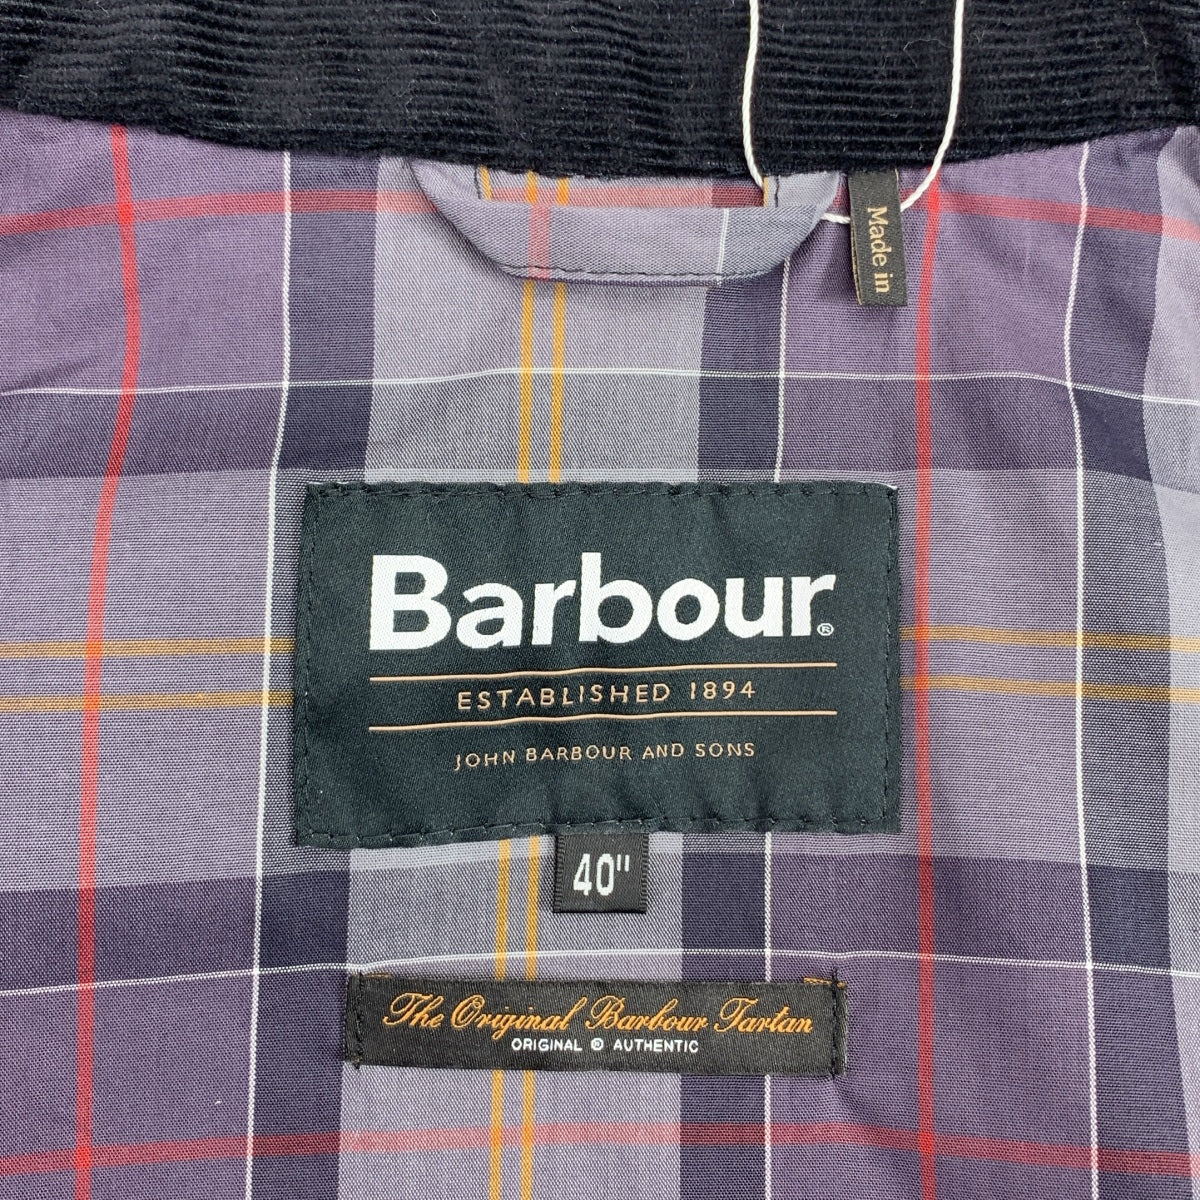 Made in
Barbour®
ESTABLISHED 1894
JOHN BARBOUR AND SONS
40"
The Original Barbour Tartan
ORIGINAL ® AUTHENTIC